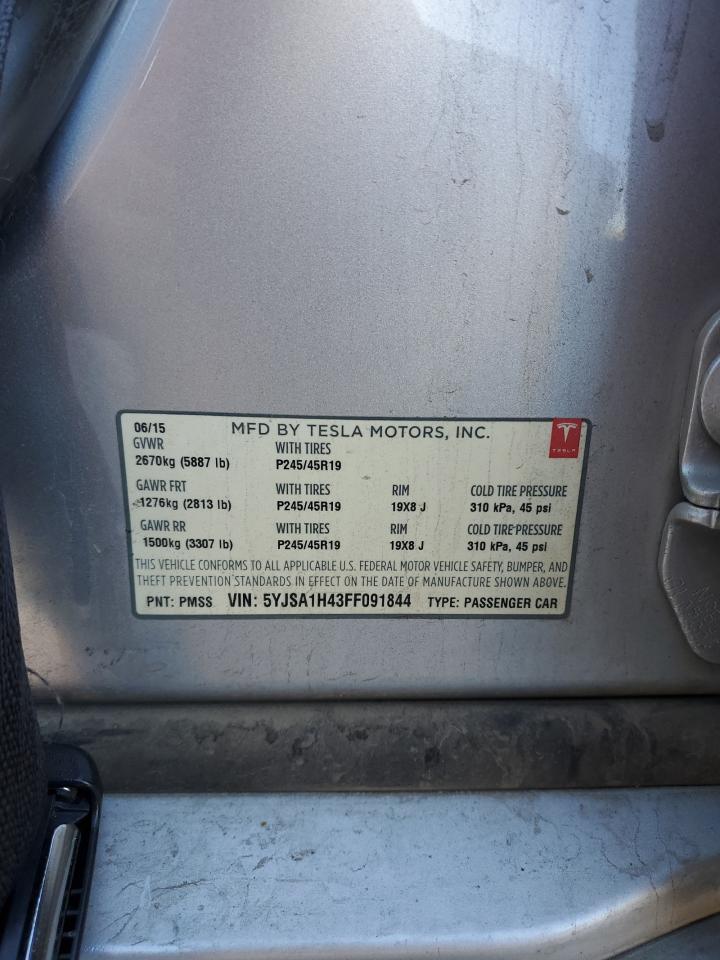 06/15 MFD BY TESLA MOTORS, INC.
GVWR WITH TIRES
2670kg (5887 lb) P245/45R19
TESLA
GAWR FRT WITH TIRES RIM COLD TIRE PRESSURE
1276kg (2813 lb) P245/45R19 19X8 J 310 kPa, 45 psi
GAWR RR WITH TIRES RIM COLD TIRE PRESSURE
1500kg (3307 lb) P245/45R19 19X8 J 310 kPa, 45 psi
THIS VEHICLE CONFORMS TO ALL APPLICABLE U.S. FEDERAL MOTOR VEHICLE SAFETY, BUMPER, AND
THEFT PREVENTION STANDARDS IN EFFECT ON THE DATE OF MANUFACTURE SHOWN ABOVE.
PNT: PMSS VIN: 5YJSA1H43FF091844 TYPE: PASSENGER CAR